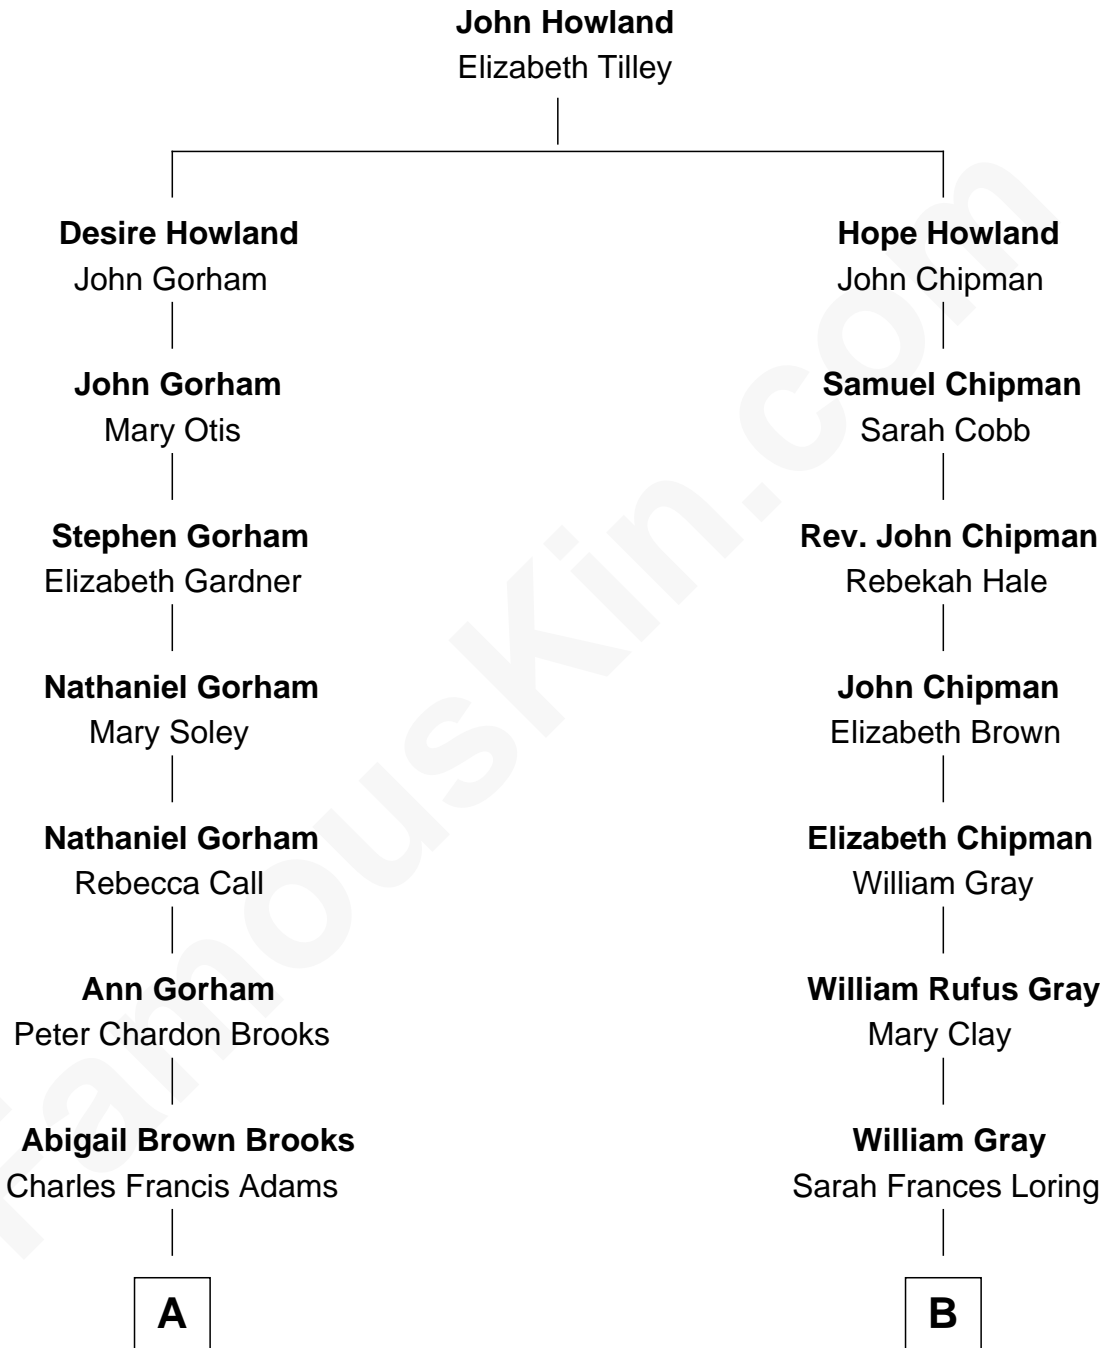 John Howland
Elizabeth Tilley
Desire Howland
John Gorham
Hope Howland
John Chipman
John Gorham
Mary Otis
Samuel Chipman
Sarah Cobb
Stephen Gorham
Elizabeth Gardner
Rev. John Chipman
Rebekah Hale
Nathaniel Gorham
Mary Soley
John Chipman
Elizabeth Brown
Nathaniel Gorham
Rebecca Call
Elizabeth Chipman
William Gray
Ann Gorham
Peter Chardon Brooks
William Rufus Gray
Mary Clay
Abigail Brown Brooks
Charles Francis Adams
William Gray
Sarah Frances Loring
A
B
FamousKin.com